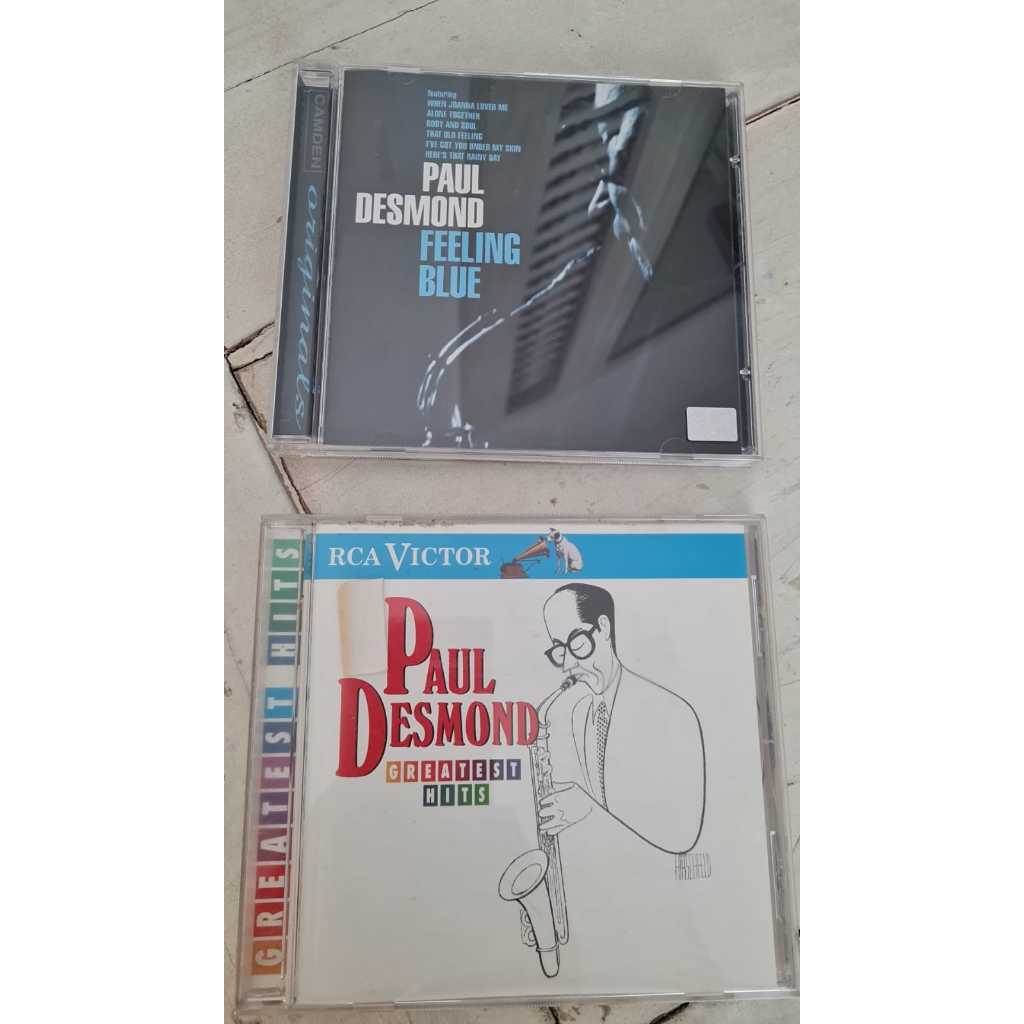 CAMDEN
originals
featuring
WHEN JOANNA LOVED ME
ALONE TOGETHER
BODY AND SOUL
THAT OLD FEELING
I'VE GOT YOU UNDER MY SKIN
HERE'S THAT RAINY DAY
PAUL
DESMOND
FEELING
BLUE
GREATEST HITS
RCA VICTOR
PAUL
DESMOND
GREATEST
HITS
HIRSCHFELD